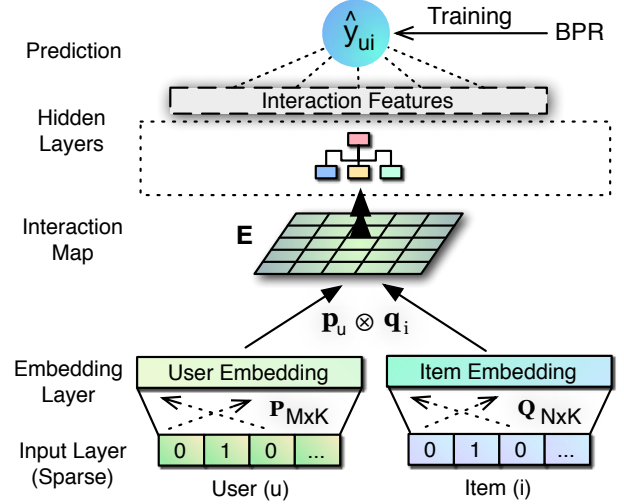 ŷui
Training
BPR
Prediction
Interaction Features
Hidden
Layers
Interaction
Map
E
pu ⊗ qi
Embedding
Layer
User Embedding
Item Embedding
PMxK
QNxK
Input Layer
(Sparse)
0 1 0 ...
0 1 0 ...
User (u)
Item (i)